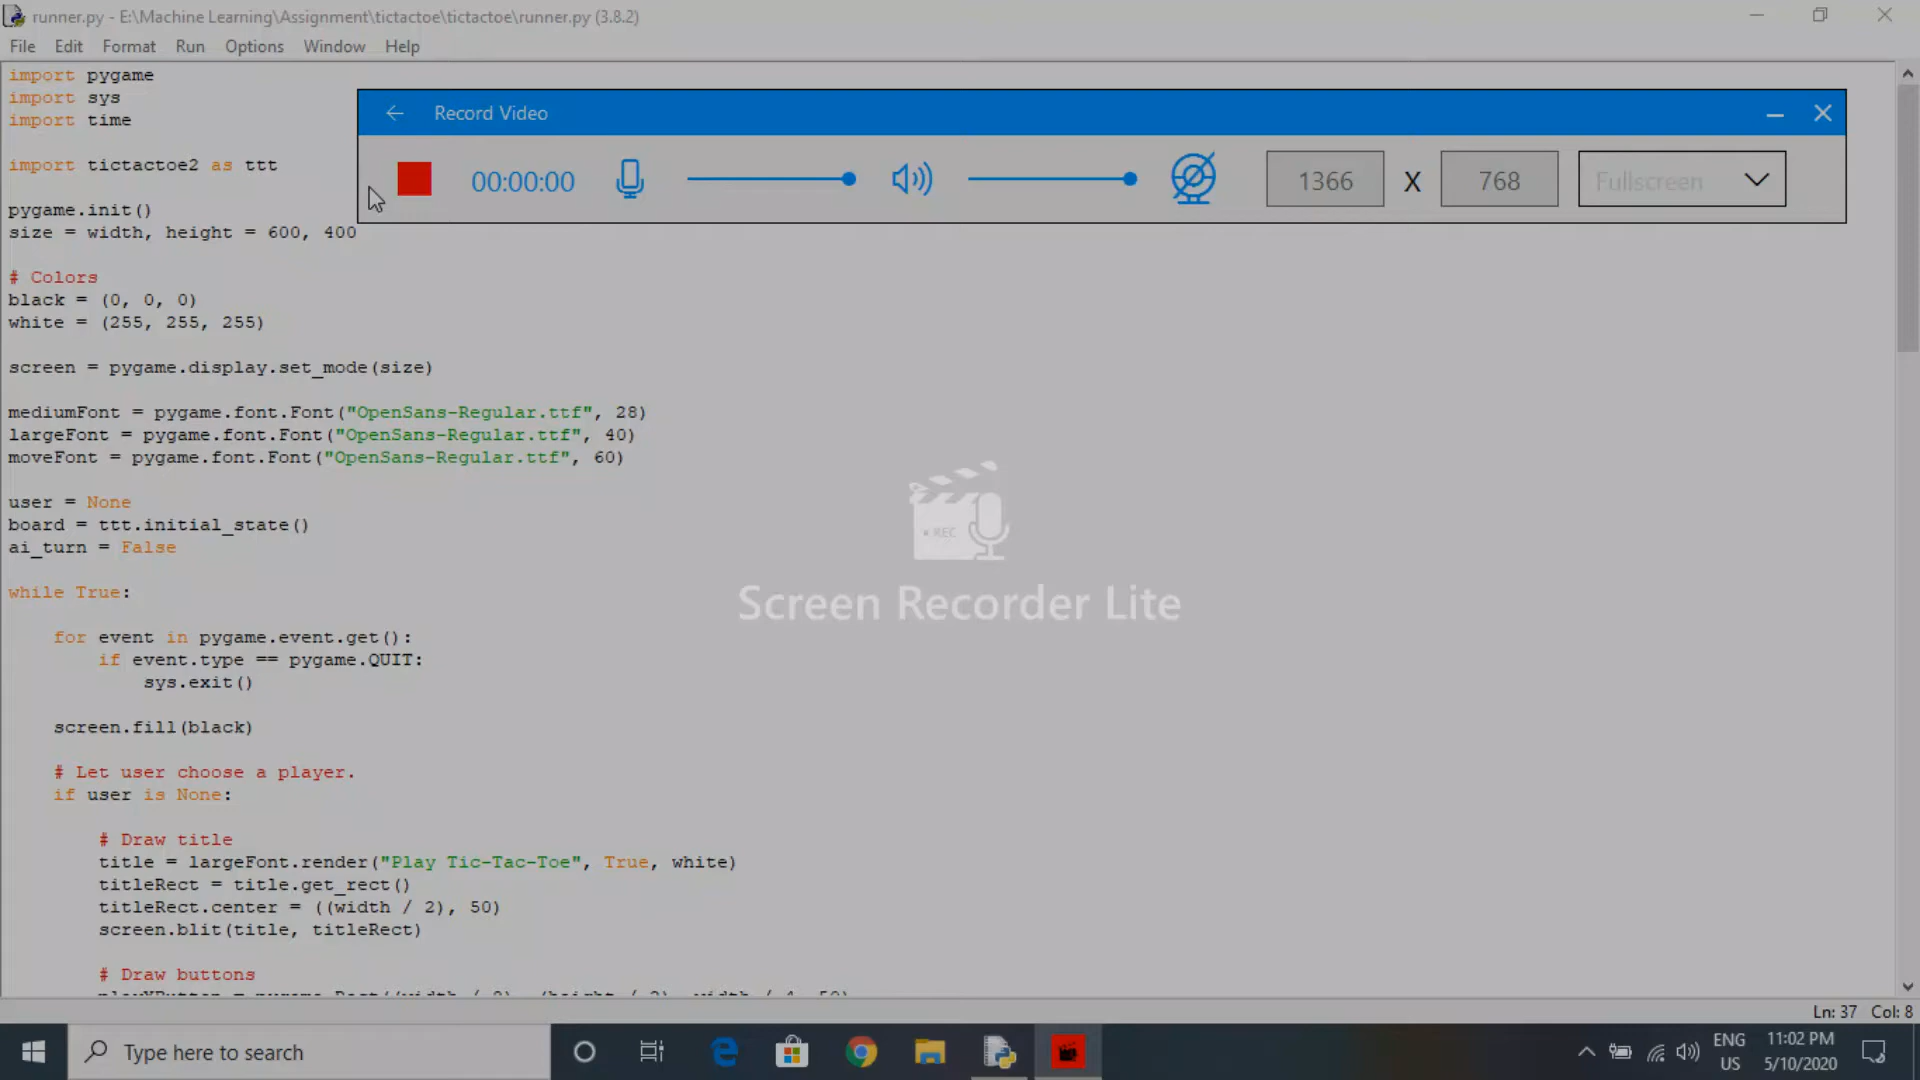 runner.py - E:\Machine Learning\Assignment\tictactoe\tictactoe\runner.py (3.8.2)
File Edit Format Run Options Window Help
import pygame
import sys
import time
import tictactoe2 as ttt
pygame.init()
size = width, height = 600, 400
# Colors
black = (0, 0, 0)
white = (255, 255, 255)
screen = pygame.display.set_mode(size)
mediumFont = pygame.font.Font("OpenSans-Regular.ttf", 28)
largeFont = pygame.font.Font("OpenSans-Regular.ttf", 40)
moveFont = pygame.font.Font("OpenSans-Regular.ttf", 60)
user = None
board = ttt.initial_state()
ai_turn = False
while True:
    for event in pygame.event.get():
        if event.type == pygame.QUIT:
            sys.exit()
    screen.fill(black)
    # Let user choose a player.
    if user is None:
        # Draw title
        title = largeFont.render("Play Tic-Tac-Toe", True, white)
        titleRect = title.get_rect()
        titleRect.center = ((width / 2), 50)
        screen.blit(title, titleRect)
        # Draw buttons
Record Video
00:00:00
1366 X 768 Fullscreen
REC
Screen Recorder Lite
Ln: 37 Col: 8
Type here to search
ENG
US
11:02 PM
5/10/2020